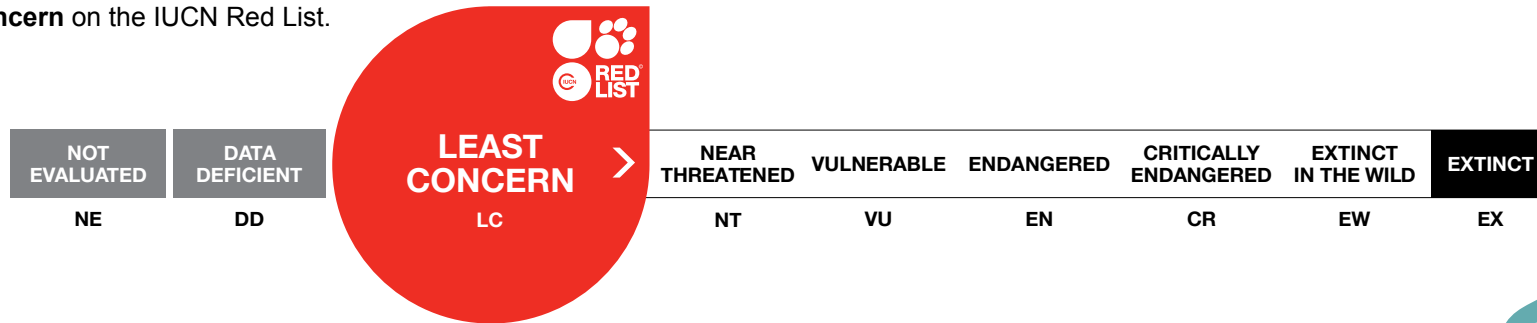 ncern on the IUCN Red List.
IUCN
RED
LIST
NOT
EVALUATED
DATA
DEFICIENT
LEAST
CONCERN
NEAR
THREATENED
VULNERABLE
ENDANGERED
CRITICALLY
ENDANGERED
EXTINCT
IN THE WILD
EXTINCT
NE
DD
LC
NT
VU
EN
CR
EW
EX